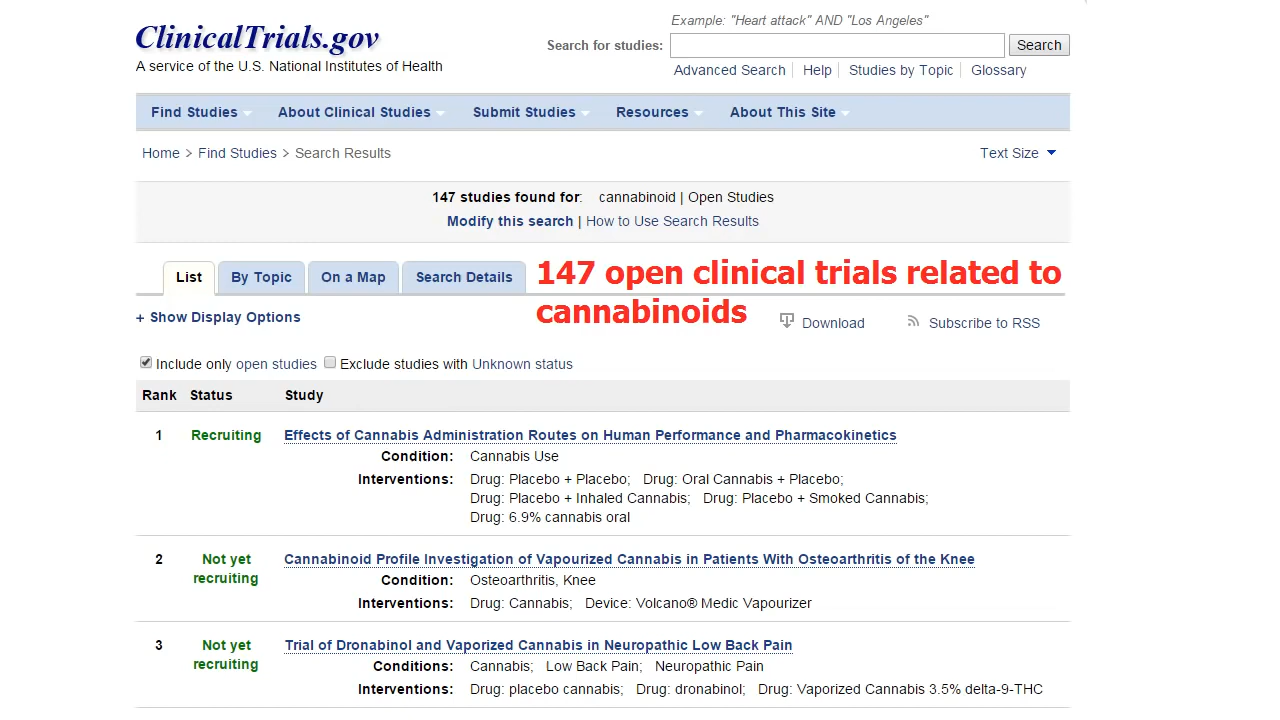 Example: "Heart attack" AND "Los Angeles"
ClinicalTrials.gov
Search for studies:
Search
A service of the U.S. National Institutes of Health
Advanced Search Help Studies by Topic Glossary
Find Studies About Clinical Studies Submit Studies Resources About This Site
Home > Find Studies > Search Results
Text Size
147 studies found for: cannabinoid | Open Studies
Modify this search | How to Use Search Results
List By Topic On a Map Search Details
147 open clinical trials related to
cannabinoids
+ Show Display Options
Download Subscribe to RSS
Include only open studies Exclude studies with Unknown status
Rank Status Study
1 Recruiting Effects of Cannabis Administration Routes on Human Performance and Pharmacokinetics
Condition: Cannabis Use
Interventions: Drug: Placebo + Placebo; Drug: Oral Cannabis + Placebo;
Drug: Placebo + Inhaled Cannabis; Drug: Placebo + Smoked Cannabis;
Drug: 6.9% cannabis oral
2 Not yet Cannabinoid Profile Investigation of Vapourized Cannabis in Patients With Osteoarthritis of the Knee
recruiting Condition: Osteoarthritis, Knee
Interventions: Drug: Cannabis; Device: Volcano® Medic Vapourizer
3 Not yet Trial of Dronabinol and Vaporized Cannabis in Neuropathic Low Back Pain
recruiting Conditions: Cannabis; Low Back Pain; Neuropathic Pain
Interventions: Drug: placebo cannabis; Drug: dronabinol; Drug: Vaporized Cannabis 3.5% delta-9-THC